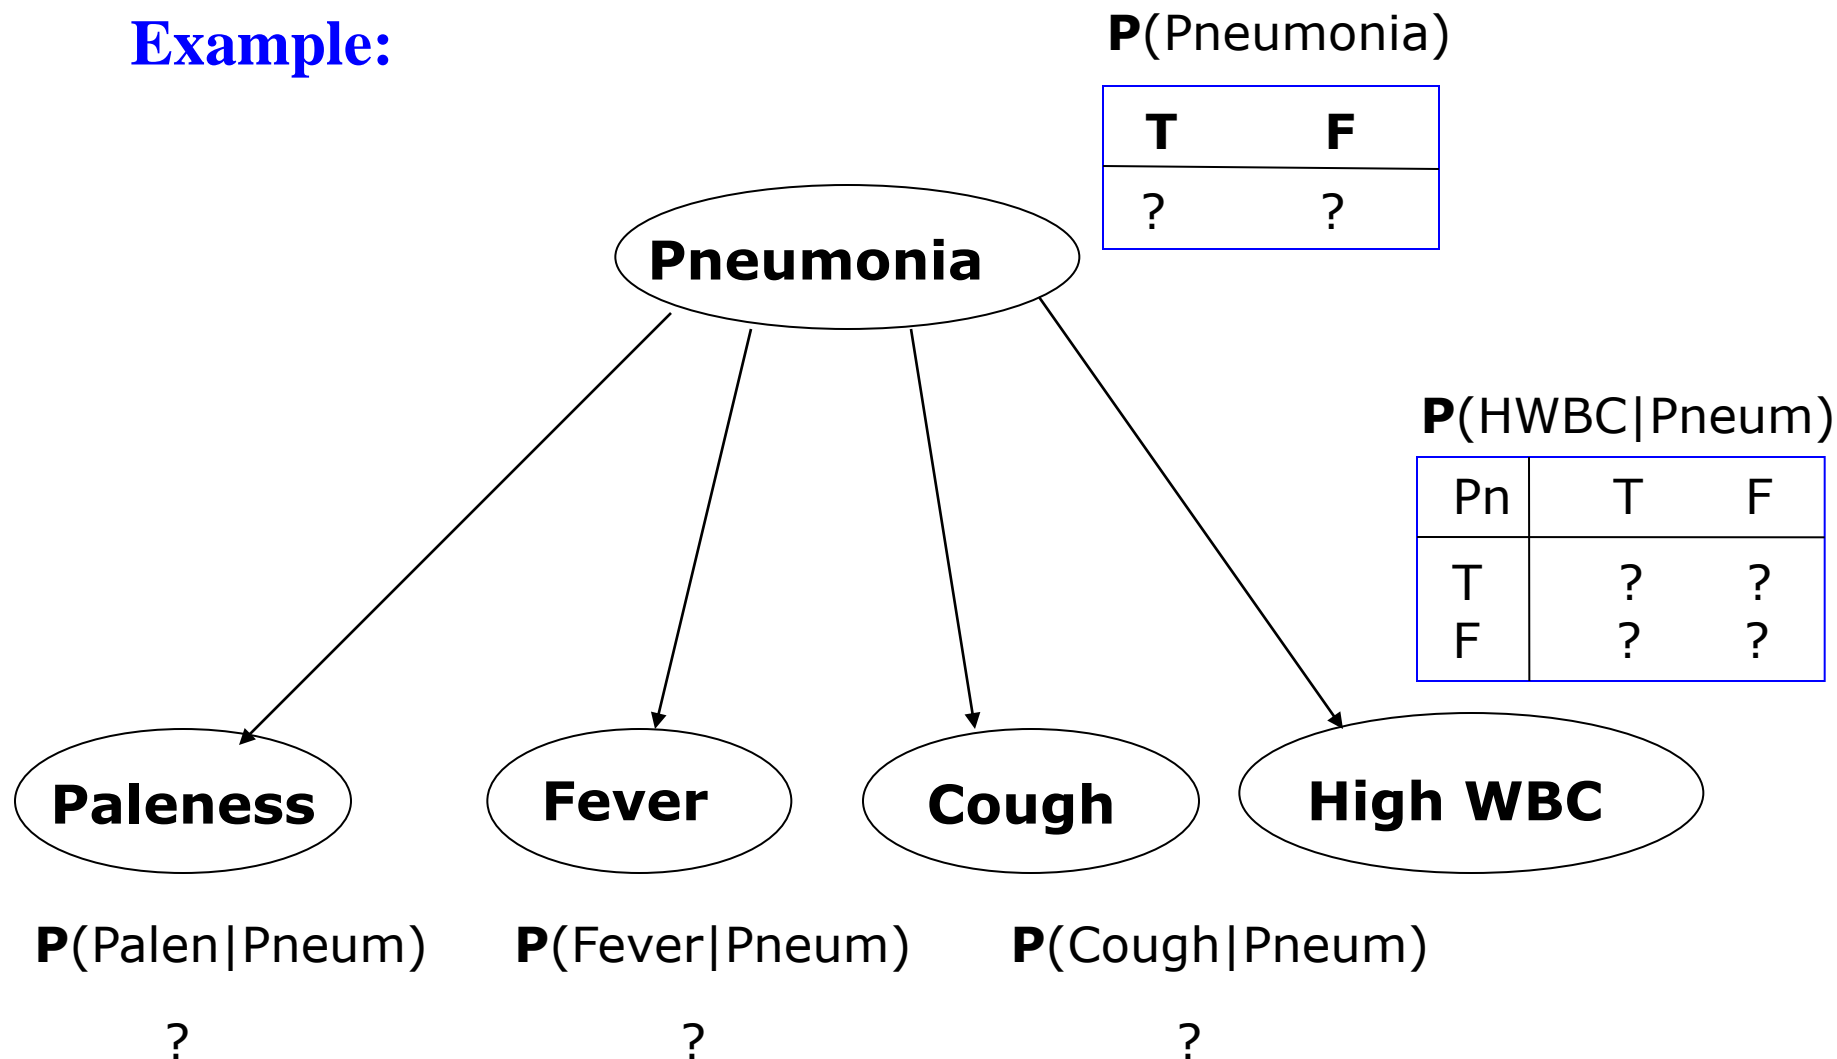 Example:
P(Pneumonia)
T F
? ?
Pneumonia
P(HWBC|Pneum)
Pn T F
T ? ?
F ? ?
Paleness
Fever
Cough
High WBC
P(Palen|Pneum)
P(Fever|Pneum)
P(Cough|Pneum)
?
?
?